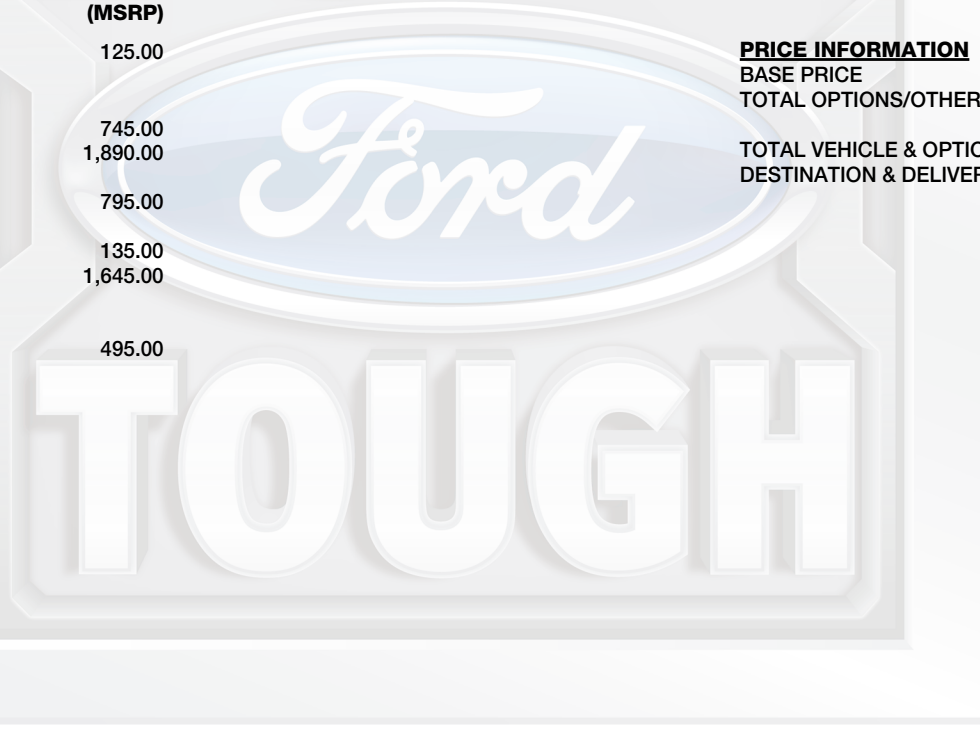 (MSRP)
125.00
745.00
1,890.00
795.00
135.00
1,645.00
495.00
PRICE INFORMATION
BASE PRICE
TOTAL OPTIONS/OTHER
TOTAL VEHICLE & OPTIO
DESTINATION & DELIVER
Ford
TOUGH